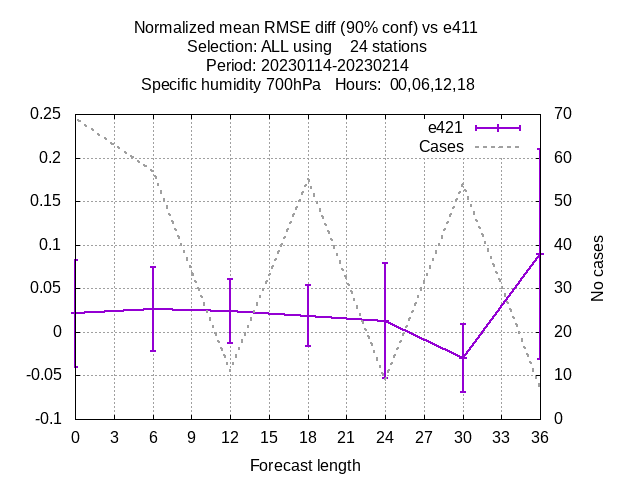 Normalized mean RMSE diff (90% conf) vs e411
Selection: ALL using    24 stations
Period: 20230114-20230214
Specific humidity 700hPa   Hours:  00,06,12,18
0.25
0.2
0.15
0.1
0.05
0
-0.05
-0.1
70
60
50
40
30
20
10
0
e421
Cases
No cases
0 3 6 9 12 15 18 21 24 27 30 33 36
Forecast length